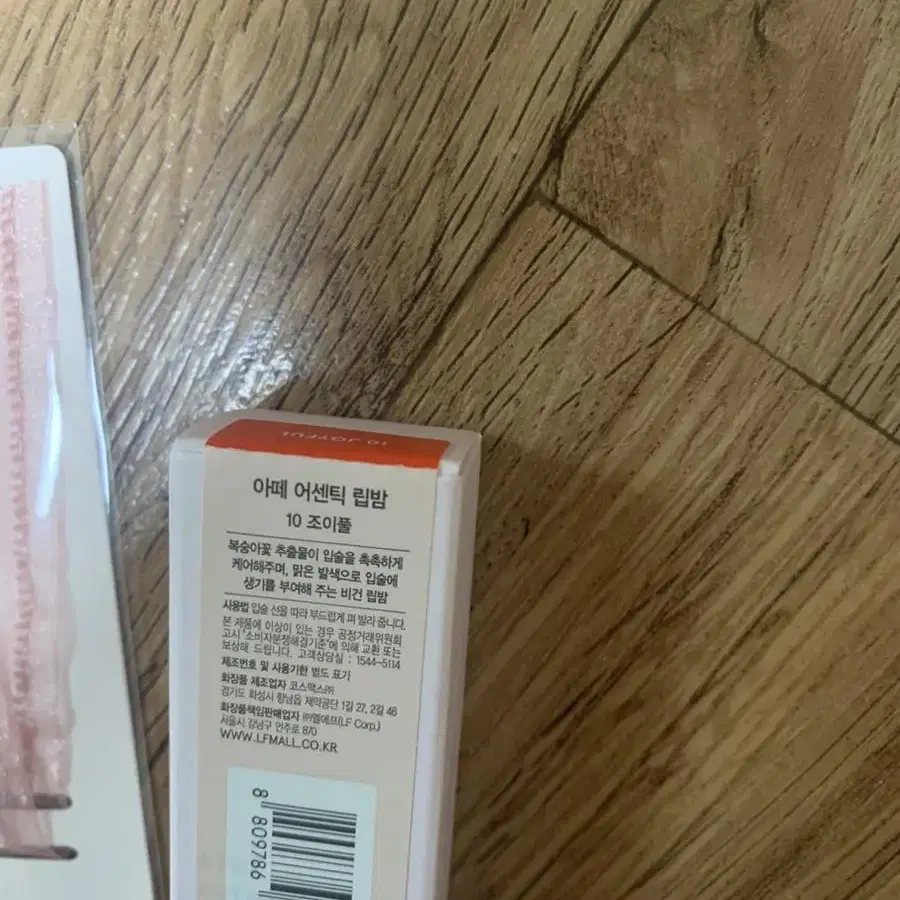 10 JOYFUL
아떼 어센틱 립밤
10 조이풀
복숭아꽃 추출물이 입술을 촉촉하게
케어해주며, 맑은 발색으로 입술에
생기를 부여해 주는 비건 립밤
사용법 입술 선을 따라 부드럽게 펴 발라 줍니다.
본 제품에 이상이 있는 경우 공정거래위원회
고시 "소비자분쟁해결기준"에 의해 교환 또는
보상해 드립니다. 고객상담실 : 1544-5114
제조번호 및 사용기한 별도 표기
화장품 제조업자 코스맥스㈜
경기도 화성시 향남읍 제약공단 1길 27, 2길 46
화장품책임판매업자 ㈜엘에프(LF Corp.)
서울시 강남구 언주로 870
WWW.LFMALL.CO.KR
8 809786